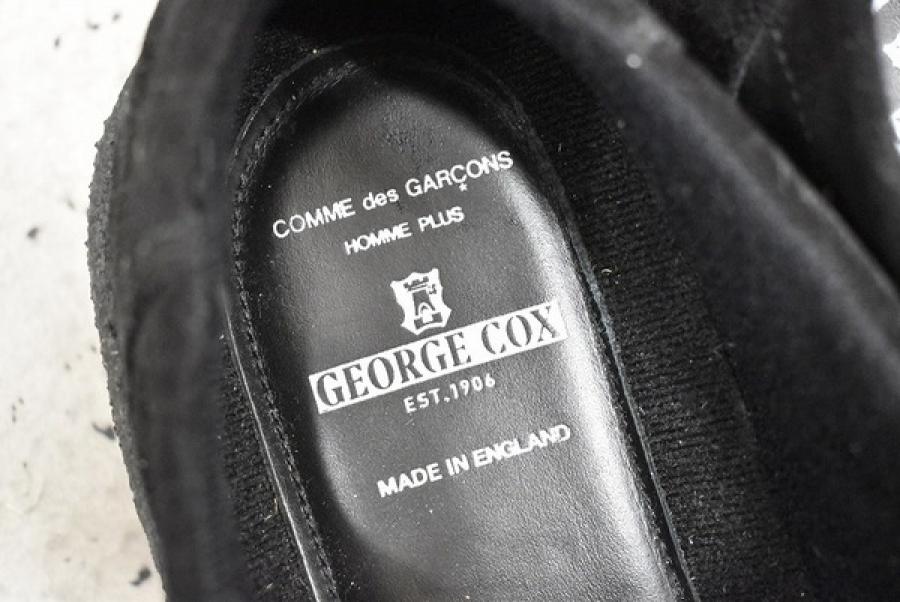 COMME des GARÇONS
HOMME PLUS
GEORGE COX
EST.1906
MADE IN ENGLAND